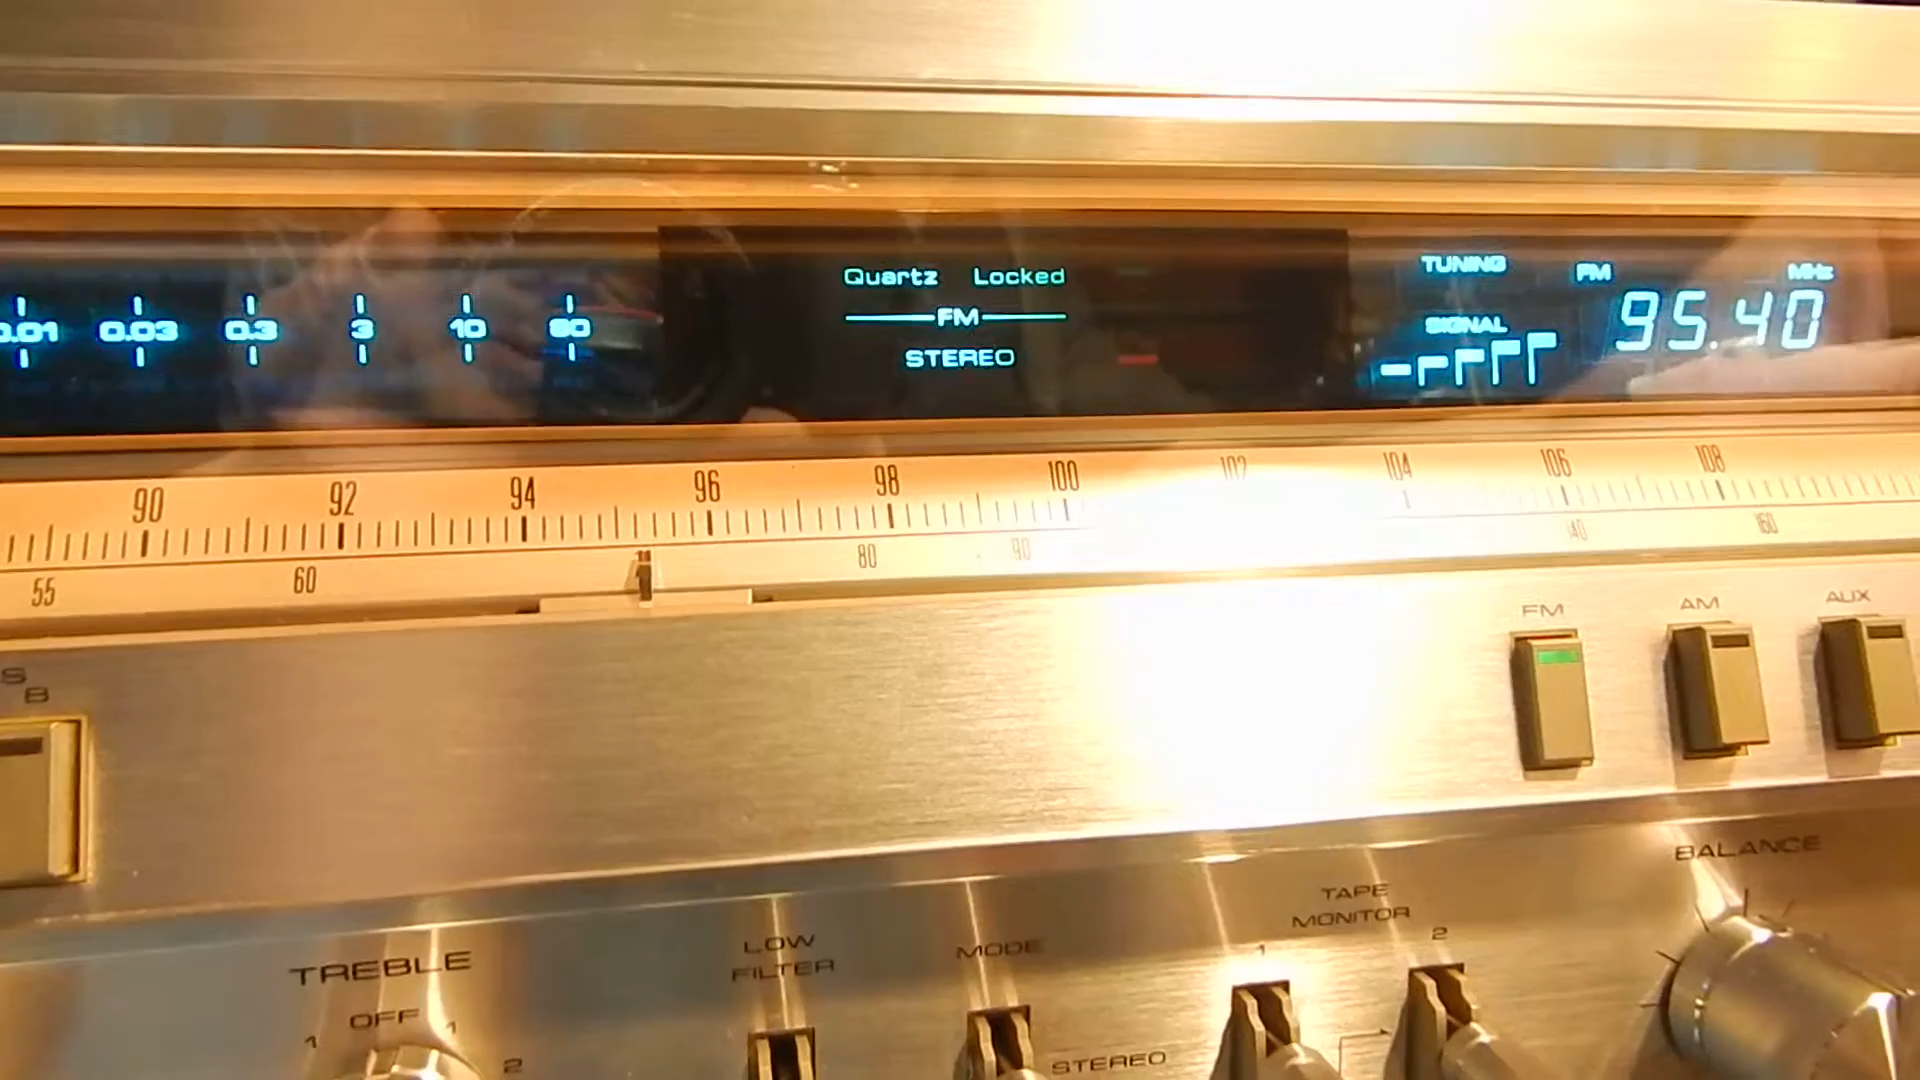 Quartz Locked
FM
STEREO
0.01 0.03 0.3 3 10 80
TUNING
SIGNAL
FM MHz
95.40
90 92 94 96 98 100 102 104 106 108
55 60 80 90 140 160
FM AM AUX
S
B
BALANCE
TREBLE
OFF
1 1
2
LOW
FILTER
MODE
STEREO
TAPE
MONITOR
1 2